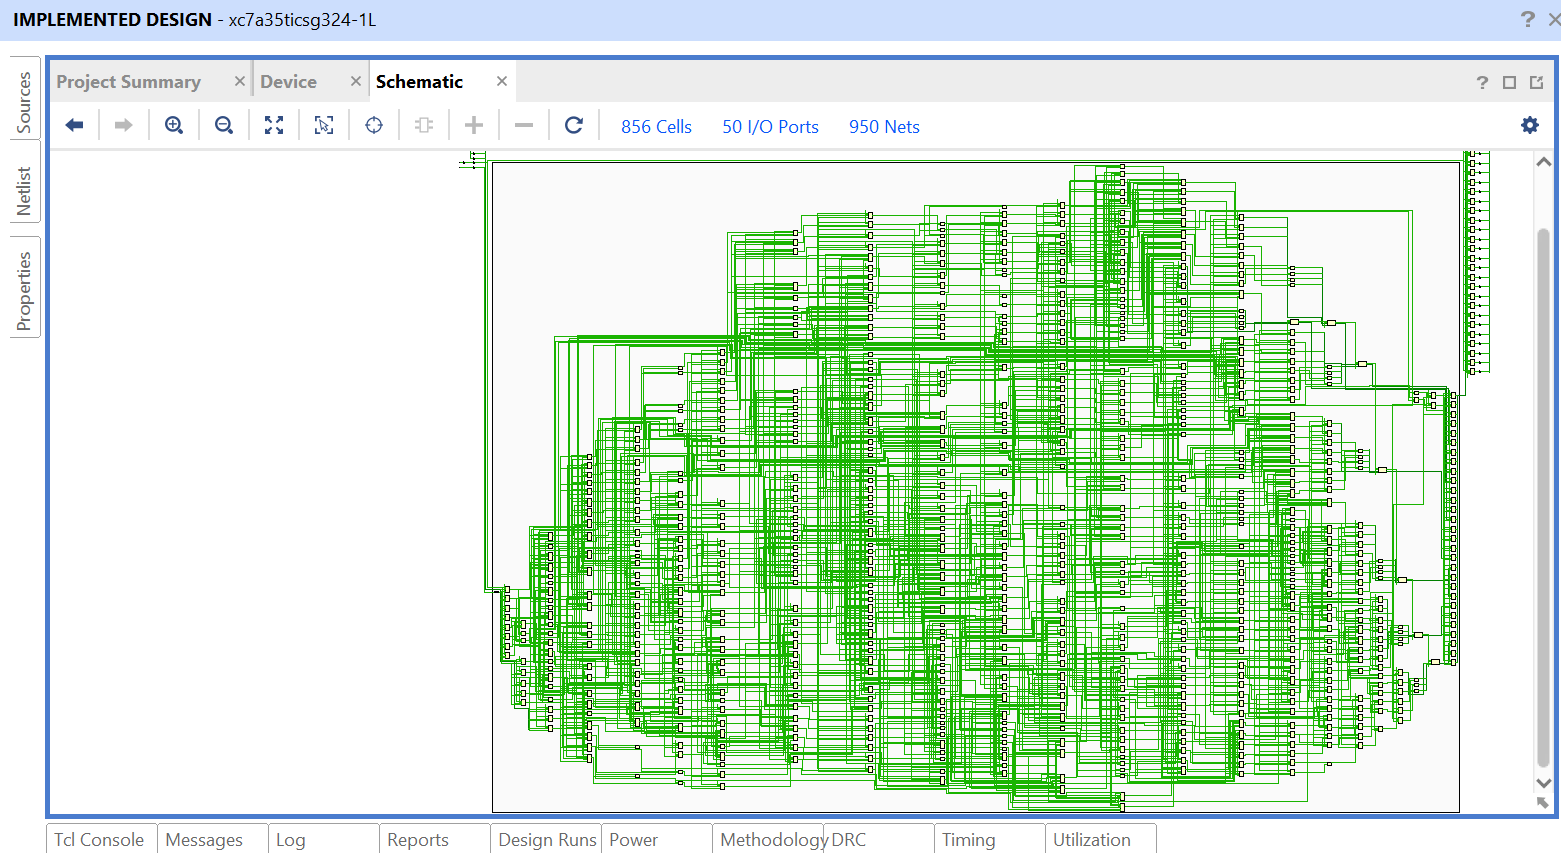 IMPLEMENTED DESIGN - xc7a35ticsg324-1L
Sources
Netlist
Properties
Project Summary
Device
Schematic
856 Cells
50 I/O Ports
950 Nets
Tcl Console
Messages
Log
Reports
Design Runs
Power
Methodology
DRC
Timing
Utilization